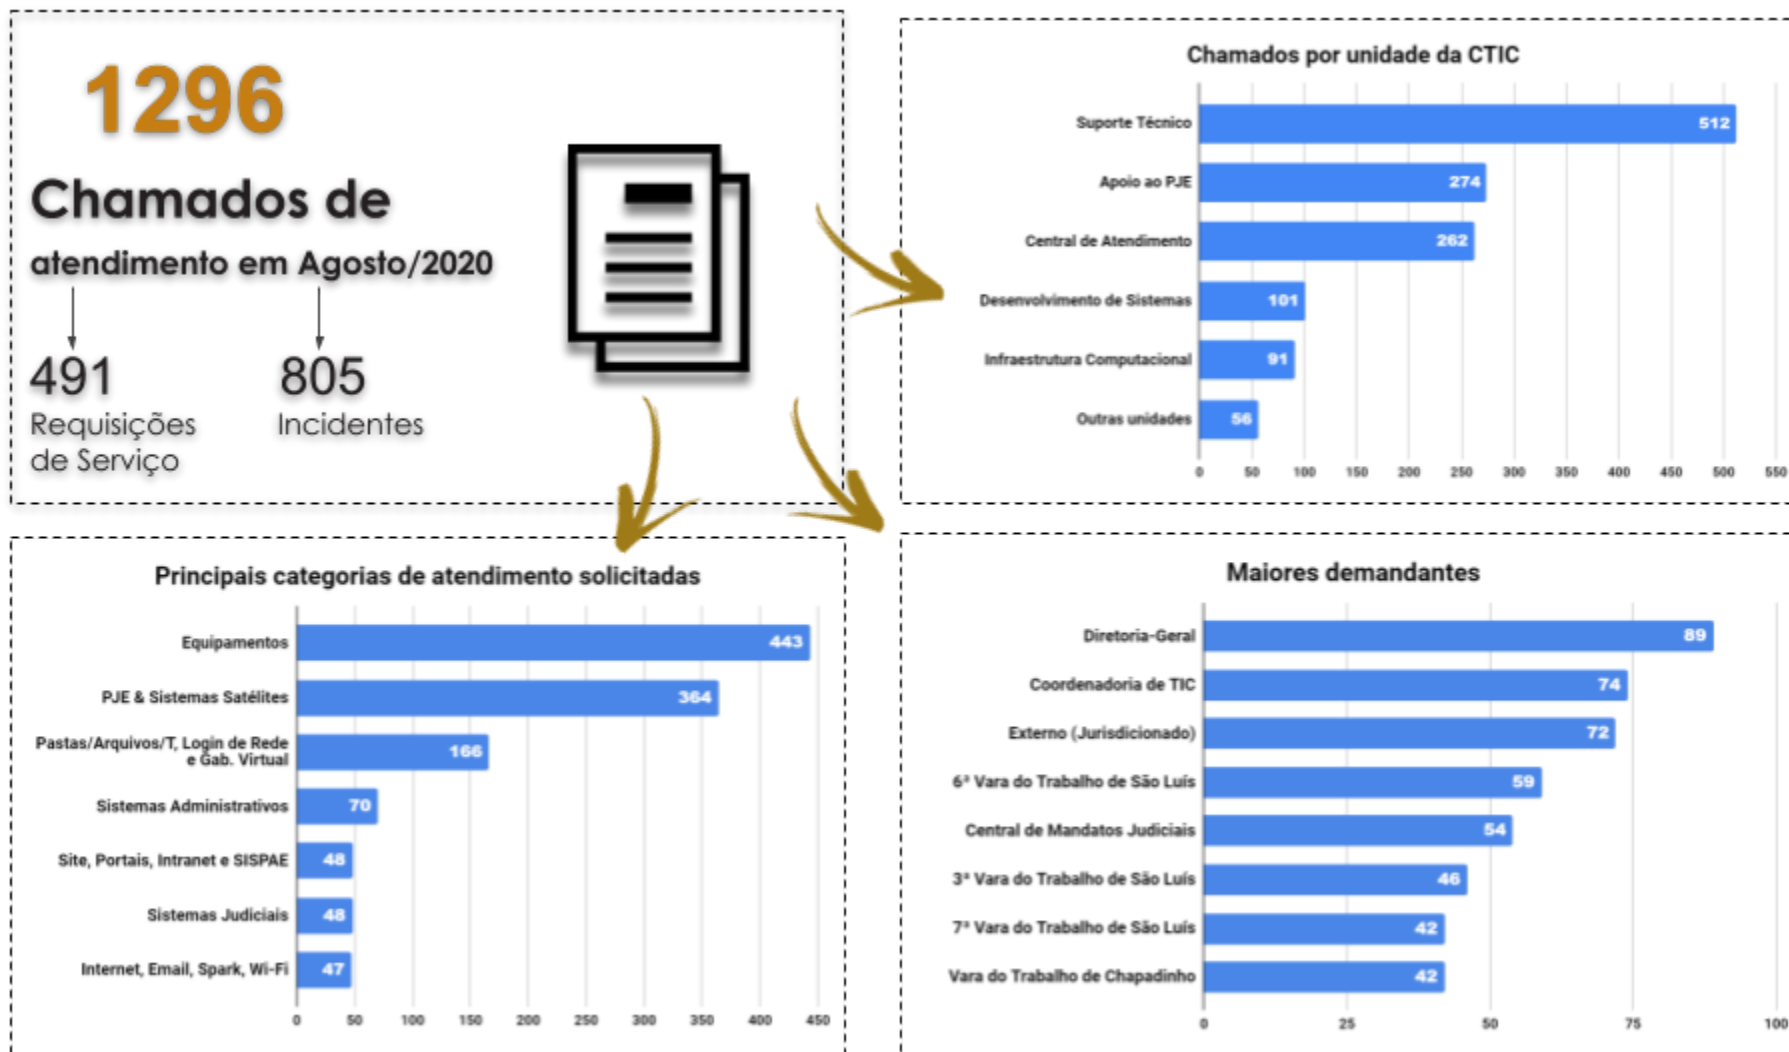 1296
Chamados de
atendimento em Agosto/2020
491
Requisições
de Serviço
805
Incidentes
Chamados por unidade da CTIC
Suporte Técnico
512
Apoio ao PJE
274
Central de Atendimento
262
Desenvolvimento de Sistemas
101
Infraestrutura Computacional
91
Outras unidades
56
0 50 100 150 200 250 300 350 400 450 500 550
Principais categorias de atendimento solicitadas
Equipamentos
443
PJE & Sistemas Satélites
364
Pastas/Arquivos/T, Login de Rede
e Gab. Virtual
166
Sistemas Administrativos
70
Site, Portais, Intranet e SISPAE
48
Sistemas Judiciais
48
Internet, Email, Spark, Wi-Fi
47
0 50 100 150 200 250 300 350 400 450
Maiores demandantes
Diretoria-Geral
89
Coordenadoria de TIC
74
Externo (Jurisdicionado)
72
6ª Vara do Trabalho de São Luís
59
Central de Mandatos Judiciais
54
3ª Vara do Trabalho de São Luís
46
7ª Vara do Trabalho de São Luís
42
Vara do Trabalho de Chapadinho
42
0 25 50 75 100